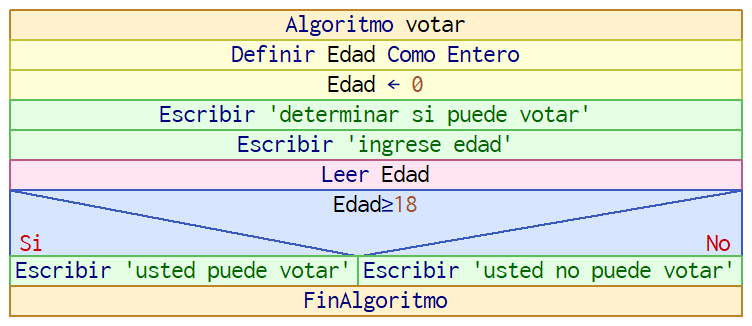 Algoritmo votar
Definir Edad Como Entero
Edad ← 0
Escribir 'determinar si puede votar'
Escribir 'ingrese edad'
Leer Edad
Edad≥18
Si No
Escribir 'usted puede votar' Escribir 'usted no puede votar'
FinAlgoritmo